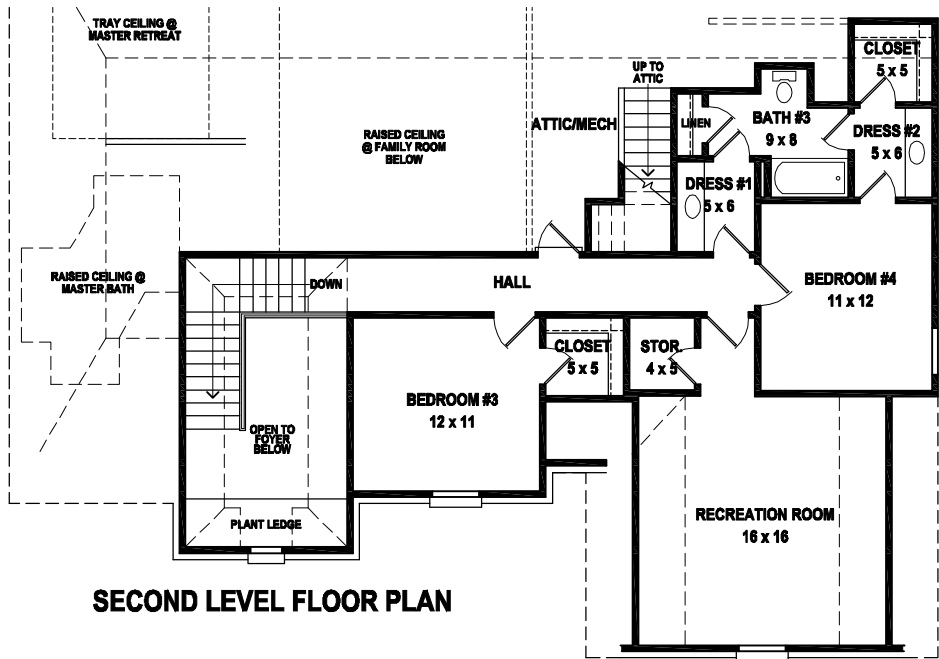 TRAY CEILING @
MASTER RETREAT
UP TO
ATTIC
CLOSET
5 x 5
RAISED CEILING
@ FAMILY ROOM
BELOW
ATTIC/MECH
LINEN
BATH #3
9 x 8
DRESS #2
5 x 6
DRESS #1
5 x 6
RAISED CEILING @
MASTER BATH
DOWN
HALL
BEDROOM #4
11 x 12
CLOSET
5 x 5
STOR.
4 x 5
BEDROOM #3
12 x 11
OPEN TO
FOYER
BELOW
PLANT LEDGE
RECREATION ROOM
16 x 16
SECOND LEVEL FLOOR PLAN